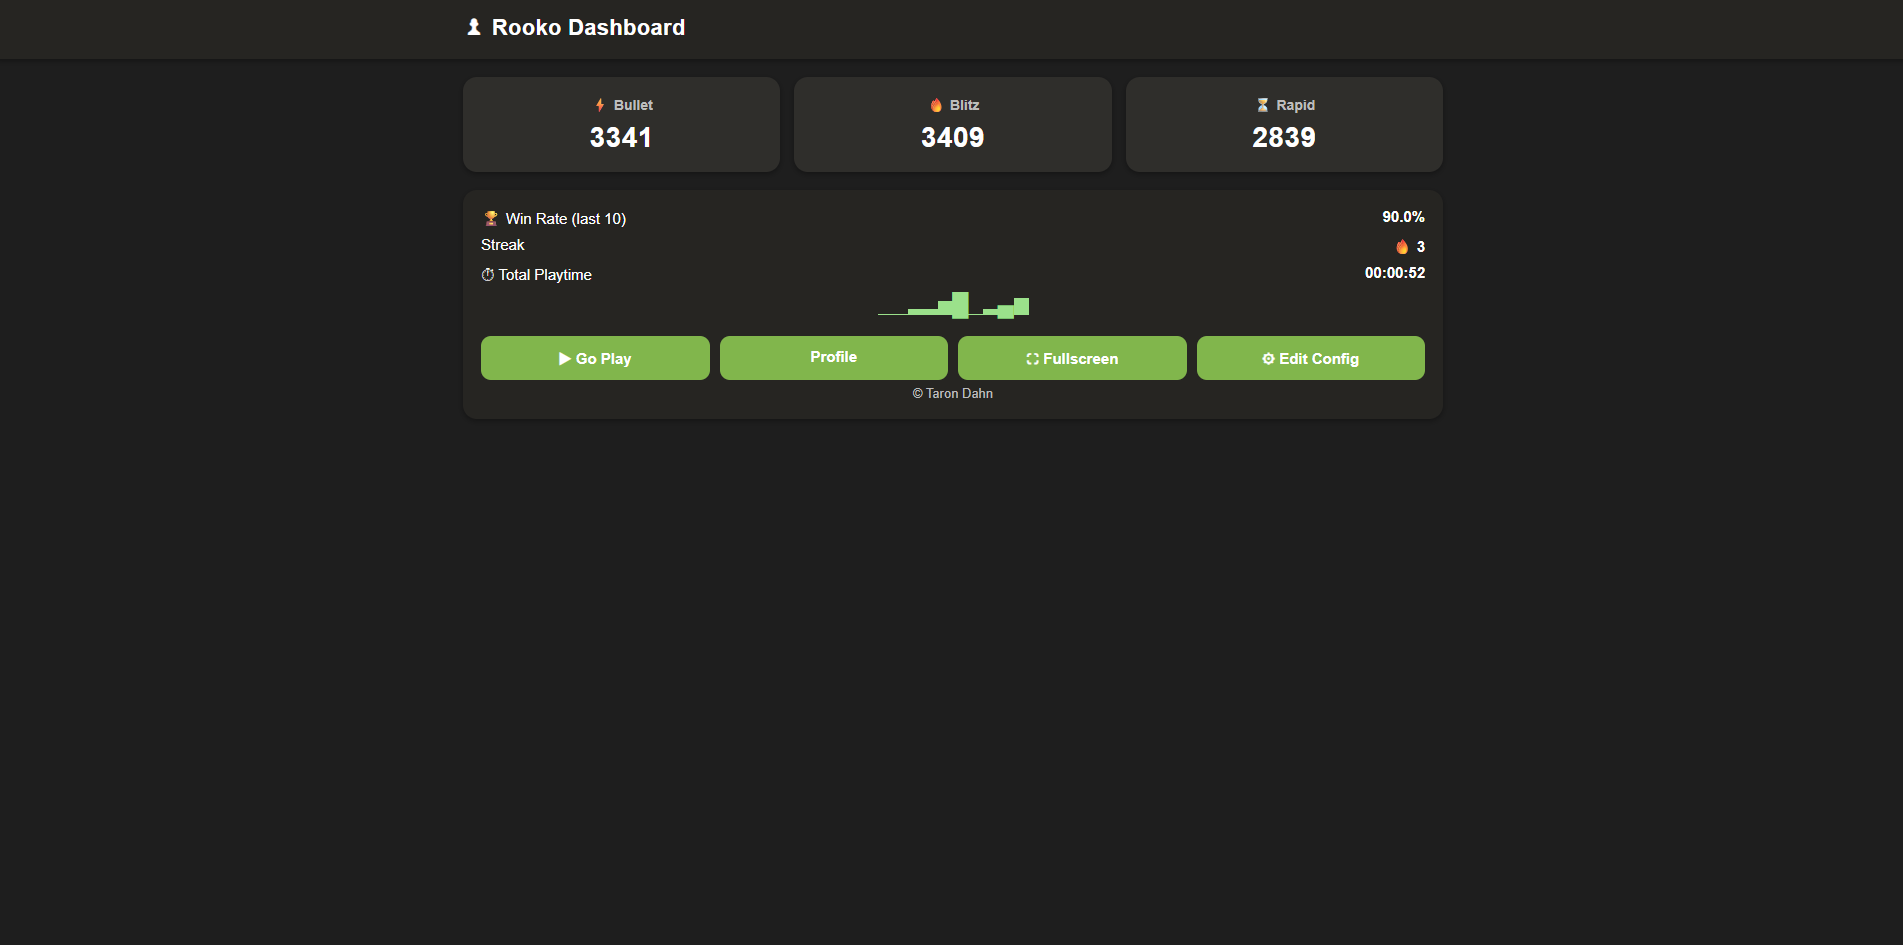 Rooko Dashboard
Bullet
3341
Blitz
3409
Rapid
2839
Win Rate (last 10) 90.0%
Streak 3
Total Playtime 00:00:52
Go Play
Profile
Fullscreen
Edit Config
© Taron Dahn